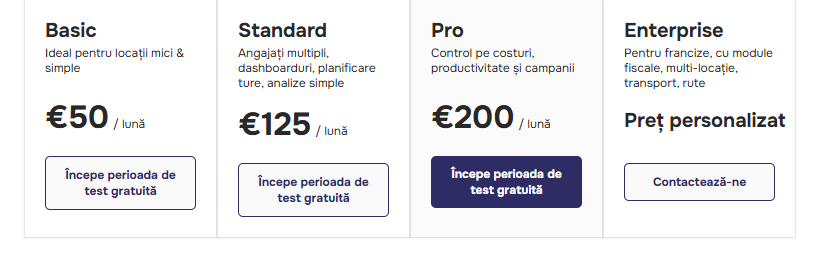 Basic
Ideal pentru locații mici &
simple
€50 / lună
Începe perioada de
test gratuită
Standard
Angajați multipli,
dashboarduri, planificare
ture, analize simple
€125 / lună
Începe perioada de
test gratuită
Pro
Control pe costuri,
productivitate și campanii
€200 / lună
Începe perioada de
test gratuită
Enterprise
Pentru francize, cu module
fiscale, multi-locație,
transport, rute
Preț personalizat
Contactează-ne